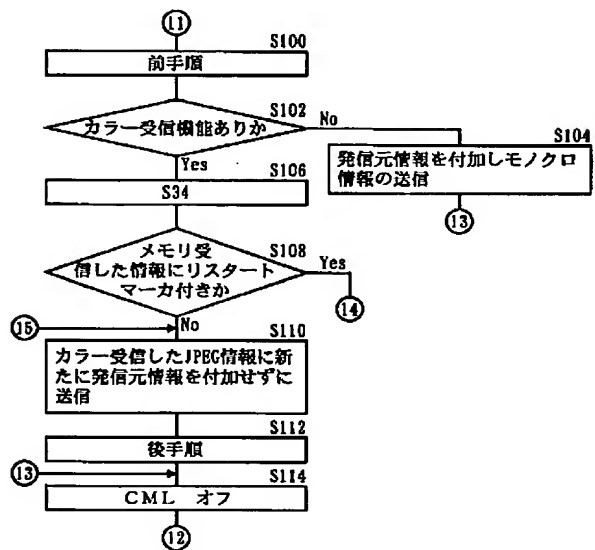 11
S100
前手順
S102
カラー受信機能ありか
No
S104
Yes
発信元情報を付加しモノクロ
情報の送信
S106
S34
13
メモリ受
S108
信した情報にリスタート
マーカ付きか
Yes
14
No
15
S110
カラー受信したJPEG情報に新
たに発信元情報を付加せずに
送信
S112
後手順
13
S114
CML オフ
12